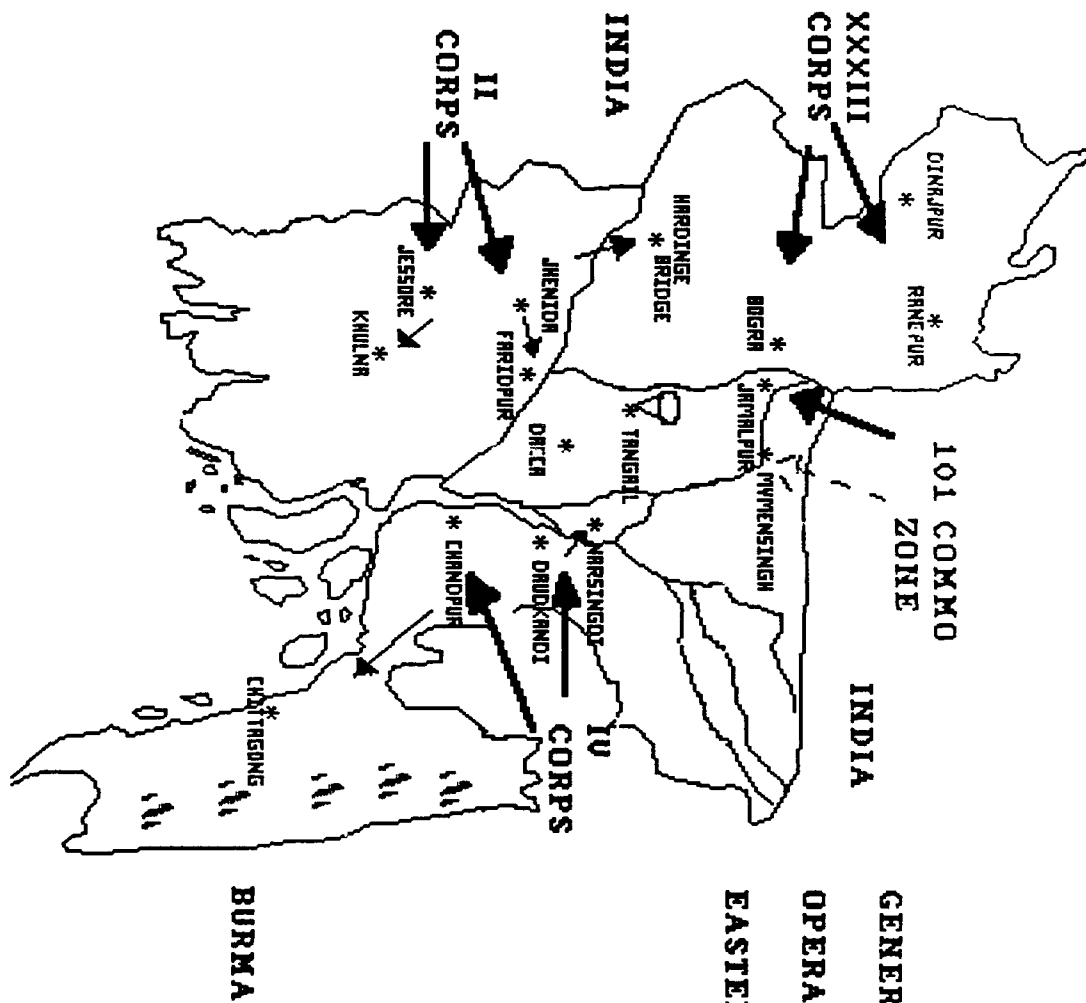 101 COMMO
ZONE
DINAJPUR
RANGPUR
GENER
XXXIII
CORPS
INDIA
OPERA
BOGRA
JAMALPUR
MYMENSINGH
EASTE
HARDINGE
BRIDGE
TANGAIL
INDIA
NARSINGDI
IV
CORPS
JHENIDA
FARIDPUR
DACCA
DAUDKANDI
II
CORPS
CHANDPUR
JESSORE
KHULNA
CHITTAGONG
BURMA